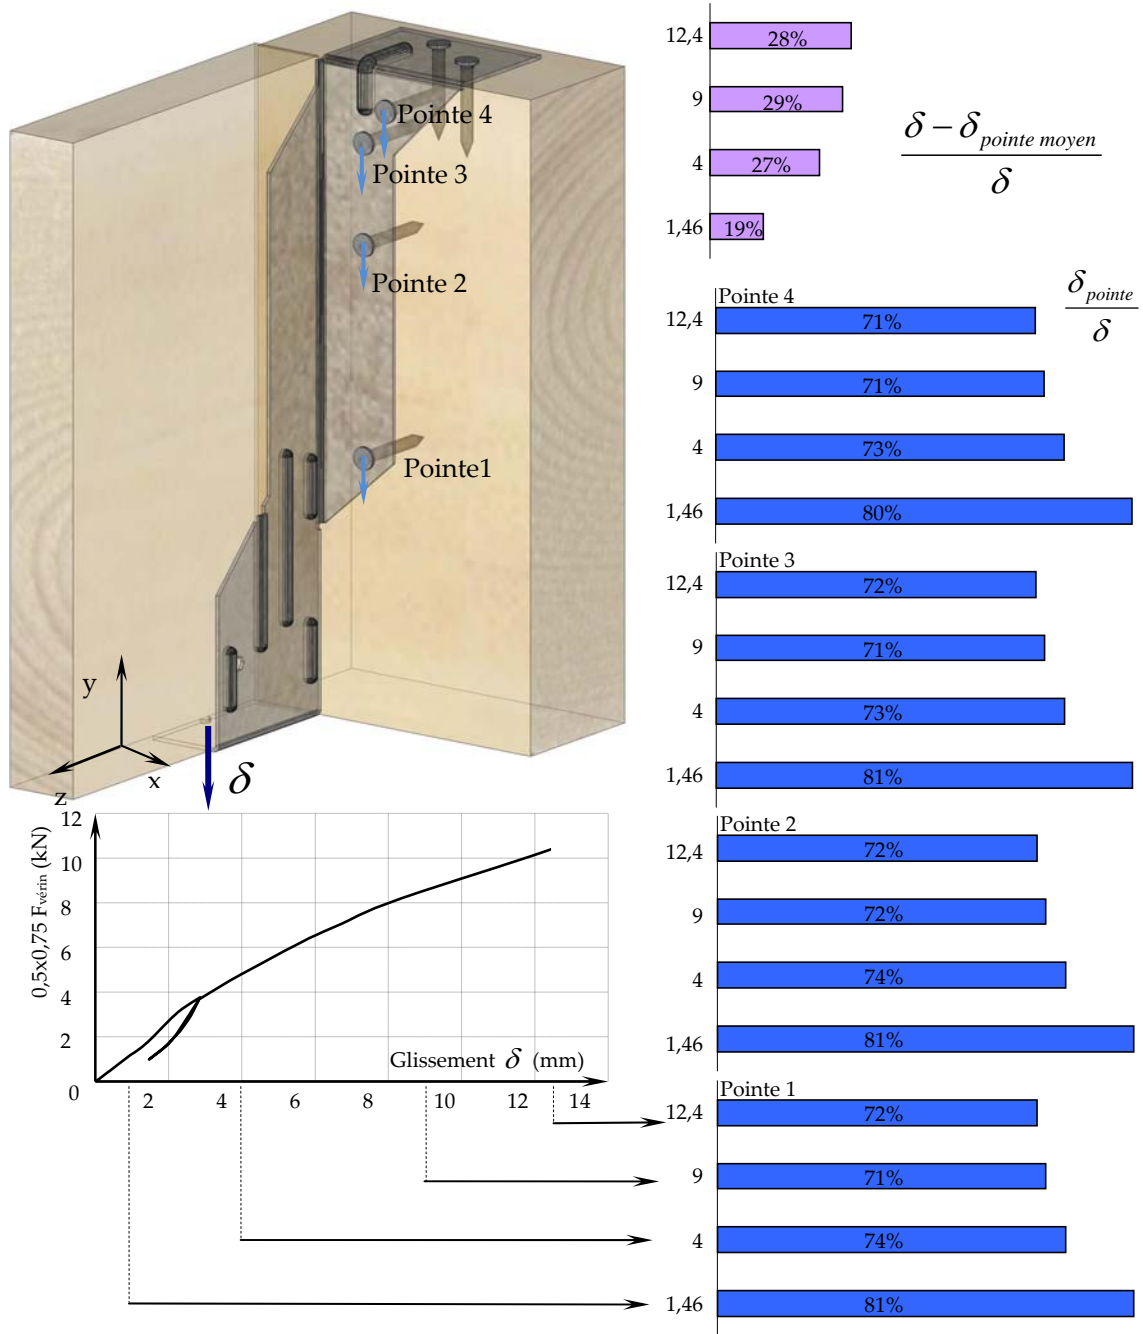 Pointe 4
Pointe 3
Pointe 2
Pointe1
y
x
z
δ
12
10
8
6
4
2
0
0,5x0,75 Fvérin (kN)
Glissement δ (mm)
2 4 6 8 10 12 14
12,4 28%
9 29%
4 27%
1,46 19%
δ − δpointe moyen
δ
δpointe
δ
Pointe 4
12,4 71%
9 71%
4 73%
1,46 80%
Pointe 3
12,4 72%
9 71%
4 73%
1,46 81%
Pointe 2
12,4 72%
9 72%
4 74%
1,46 81%
Pointe 1
12,4 72%
9 71%
4 74%
1,46 81%